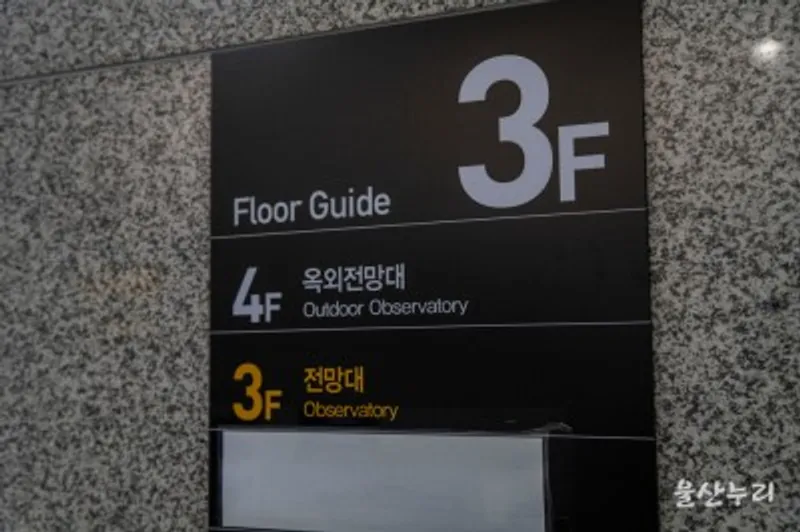 3F
Floor Guide
4F 옥외전망대
Outdoor Observatory
3F 전망대
Observatory
울산누리